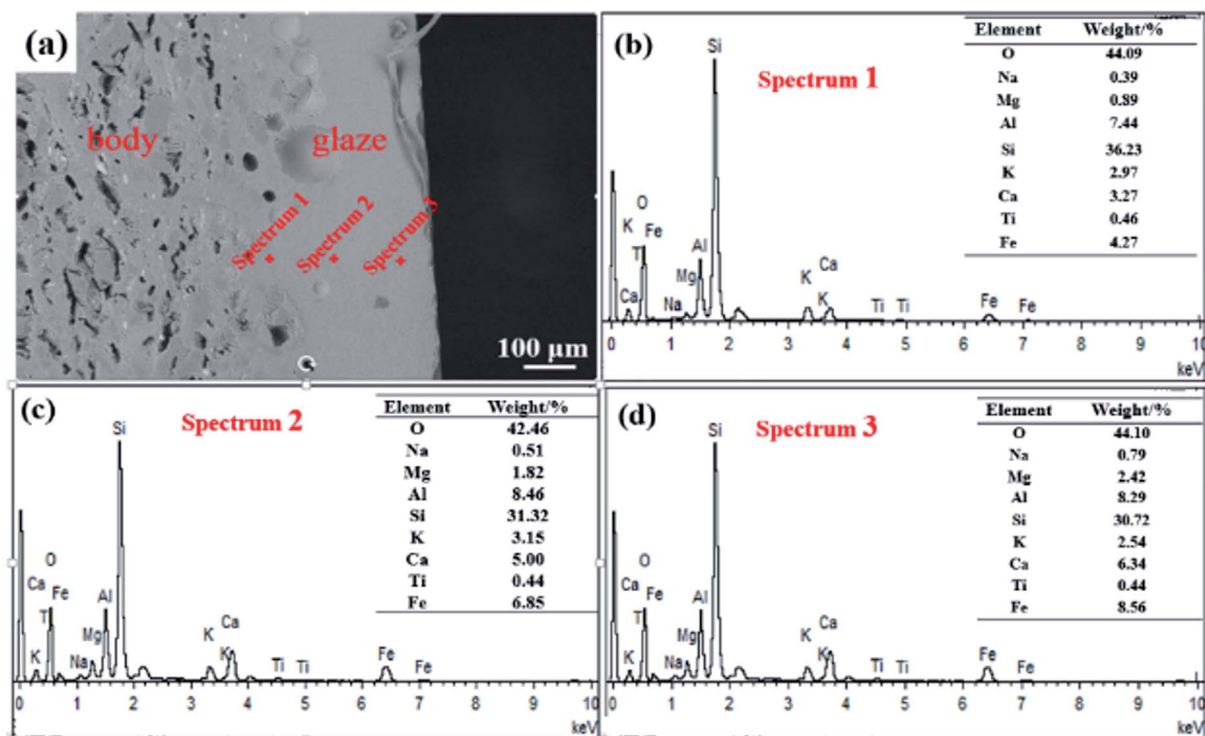 (a)
body
glaze
Spectrum 1
Spectrum 2
Spectrum 3
100 μm
(b)
Spectrum 1
Element Weight/%
O 44.09
Na 0.39
Mg 0.89
Al 7.44
Si 36.23
K 2.97
Ca 3.27
Ti 0.46
Fe 4.27
Si
K O
T Fe
Ca
Na
Mg
Al
K
Ca
K
Ti Ti
Fe Fe
0 1 2 3 4 5 6 7 8 9 10
keV
(c)
Spectrum 2
Element Weight/%
O 42.46
Na 0.51
Mg 1.82
Al 8.46
Si 31.32
K 3.15
Ca 5.00
Ti 0.44
Fe 6.85
Si
O
Ca Fe
T
K
Na
Mg
Al
K
Ca
K
Ti Ti
Fe Fe
0 1 2 3 4 5 6 7 8 9 10
keV
(d)
Spectrum 3
Element Weight/%
O 44.10
Na 0.79
Mg 2.42
Al 8.29
Si 30.72
K 2.54
Ca 6.34
Ti 0.44
Fe 8.56
Si
O
Ca Fe
T
K
Na
Mg
Al
K
Ca
K
Ti Ti
Fe Fe
0 1 2 3 4 5 6 7 8 9 10
keV